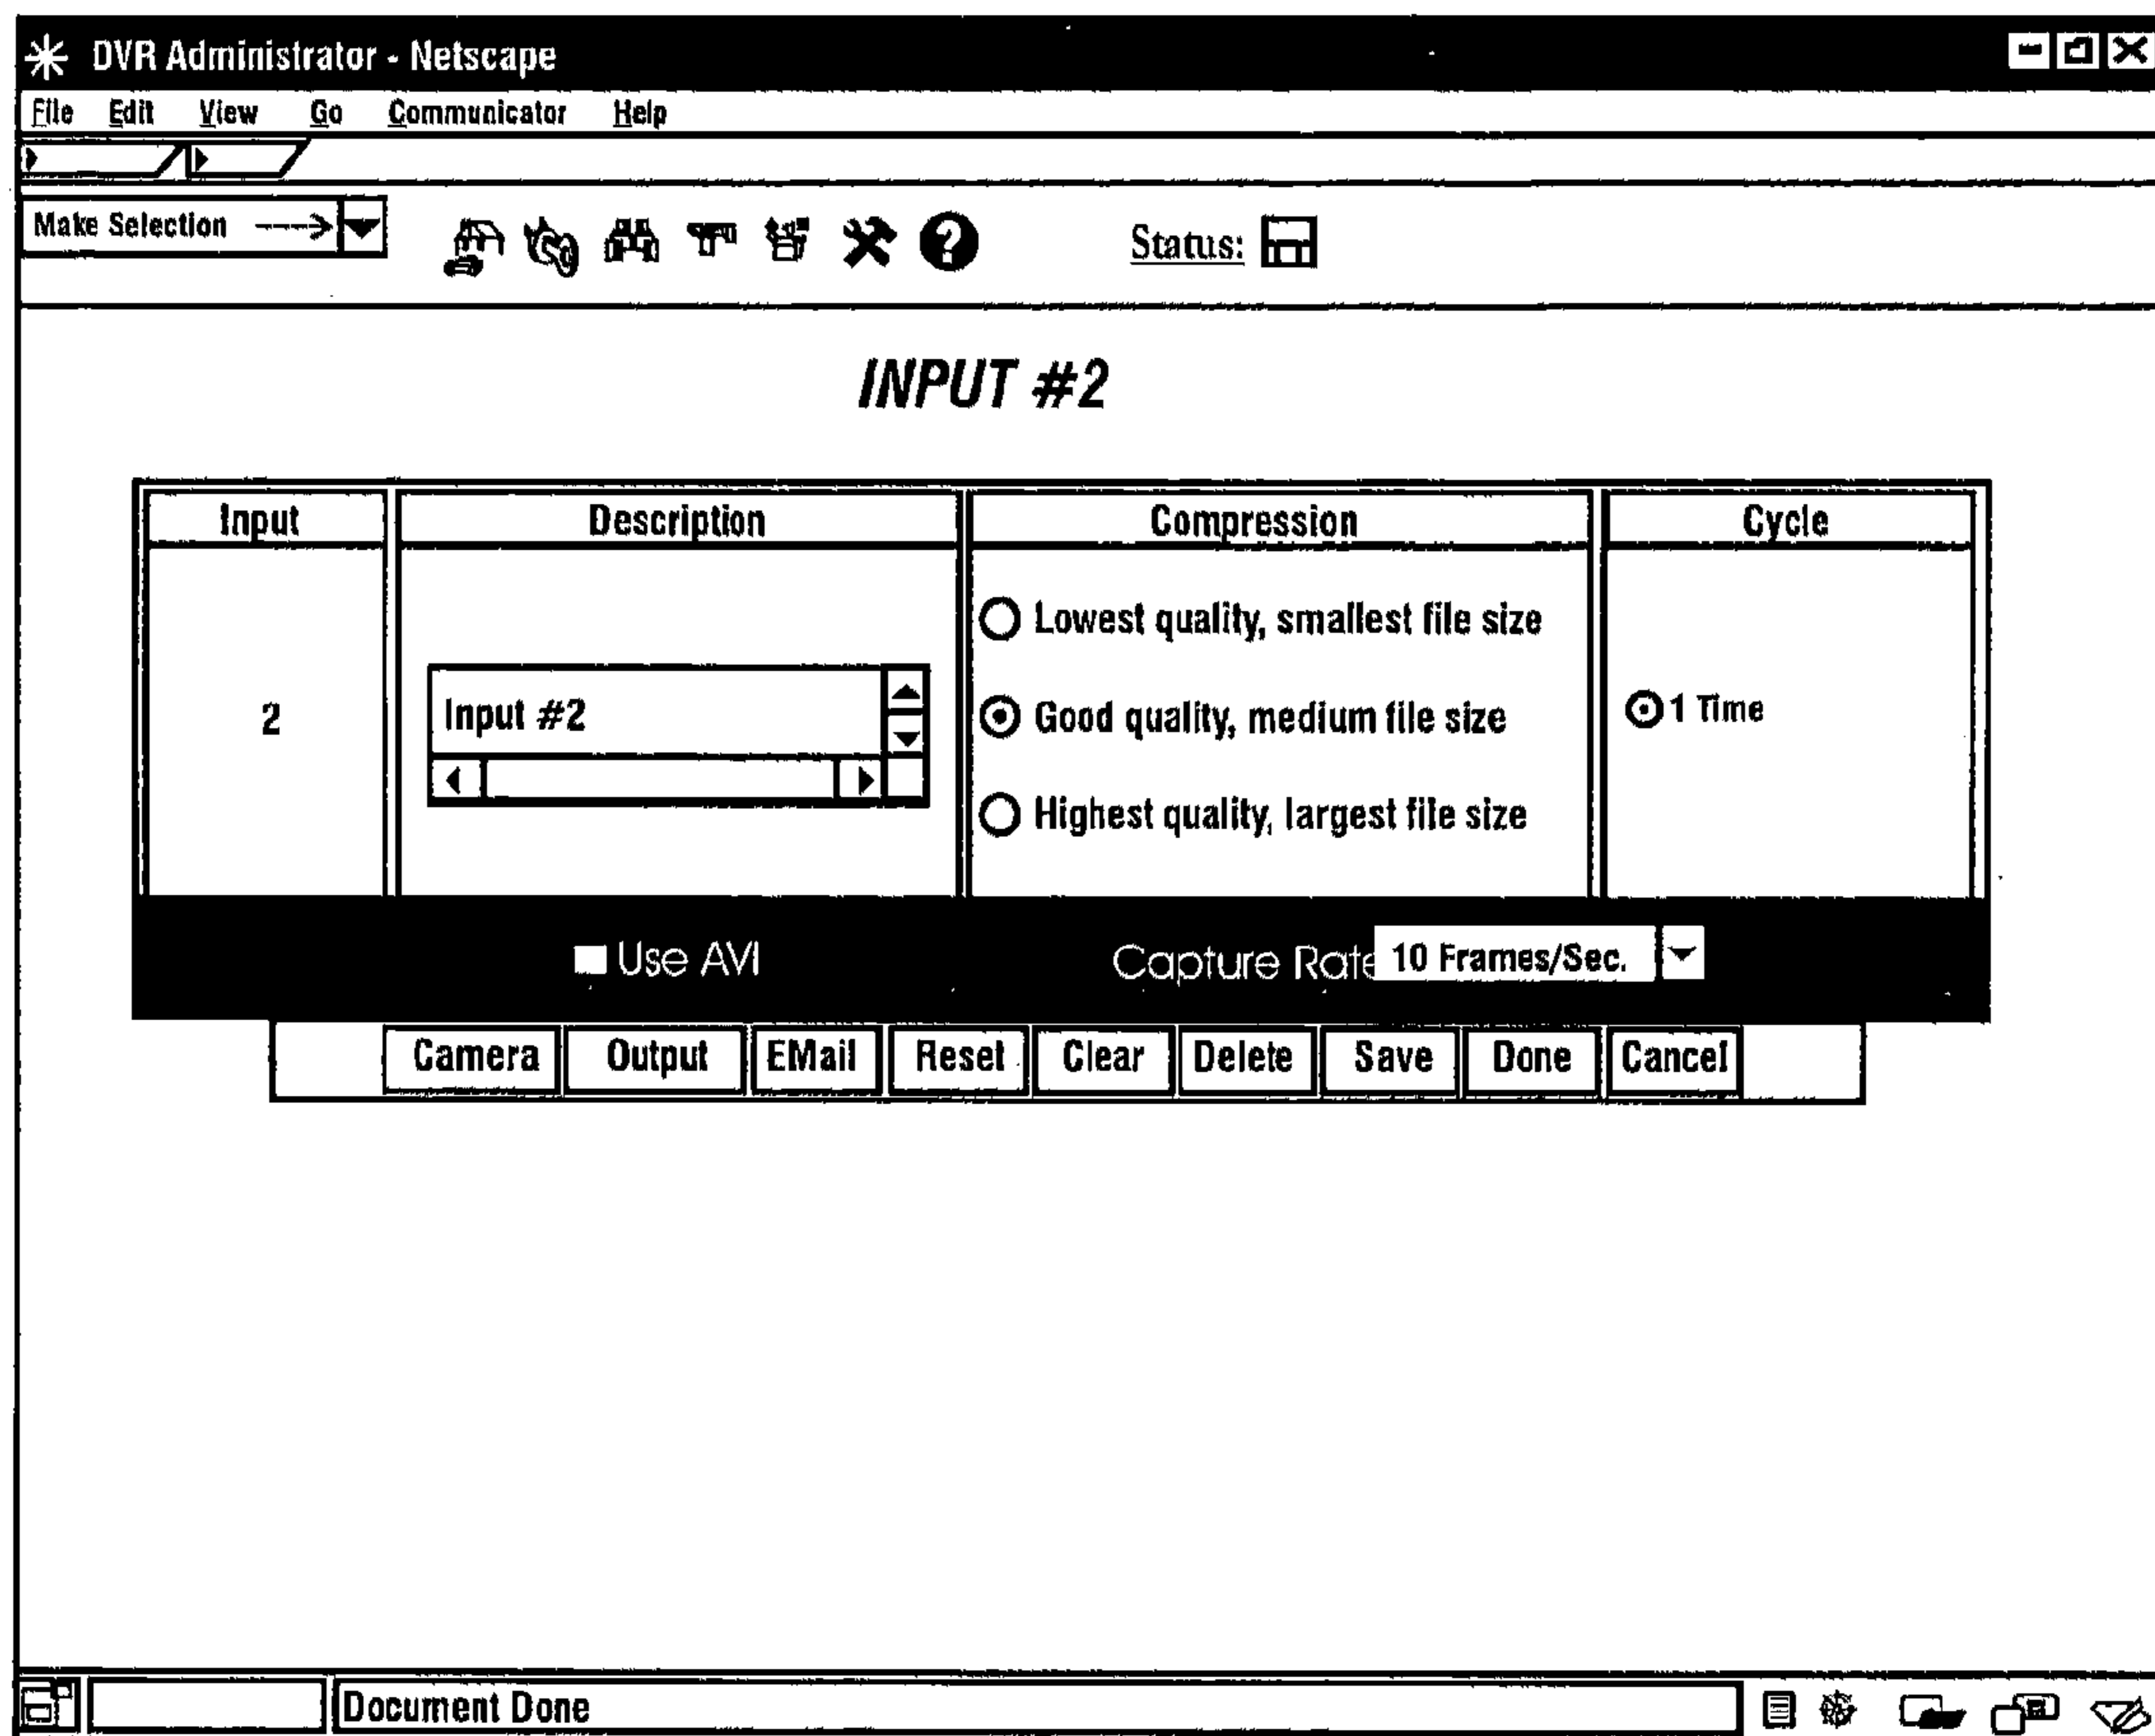 DVR Administrator - Netscape
File Edit View Go Communicator Help
Make Selection --->
Status:
INPUT #2
Input Description Compression Cycle
Lowest quality, smallest file size
2 Input #2 Good quality, medium file size 1 Time
Highest quality, largest file size
Use AVI Capture Rate 10 Frames/Sec.
Camera Output EMail Reset Clear Delete Save Done Cancel
Document Done